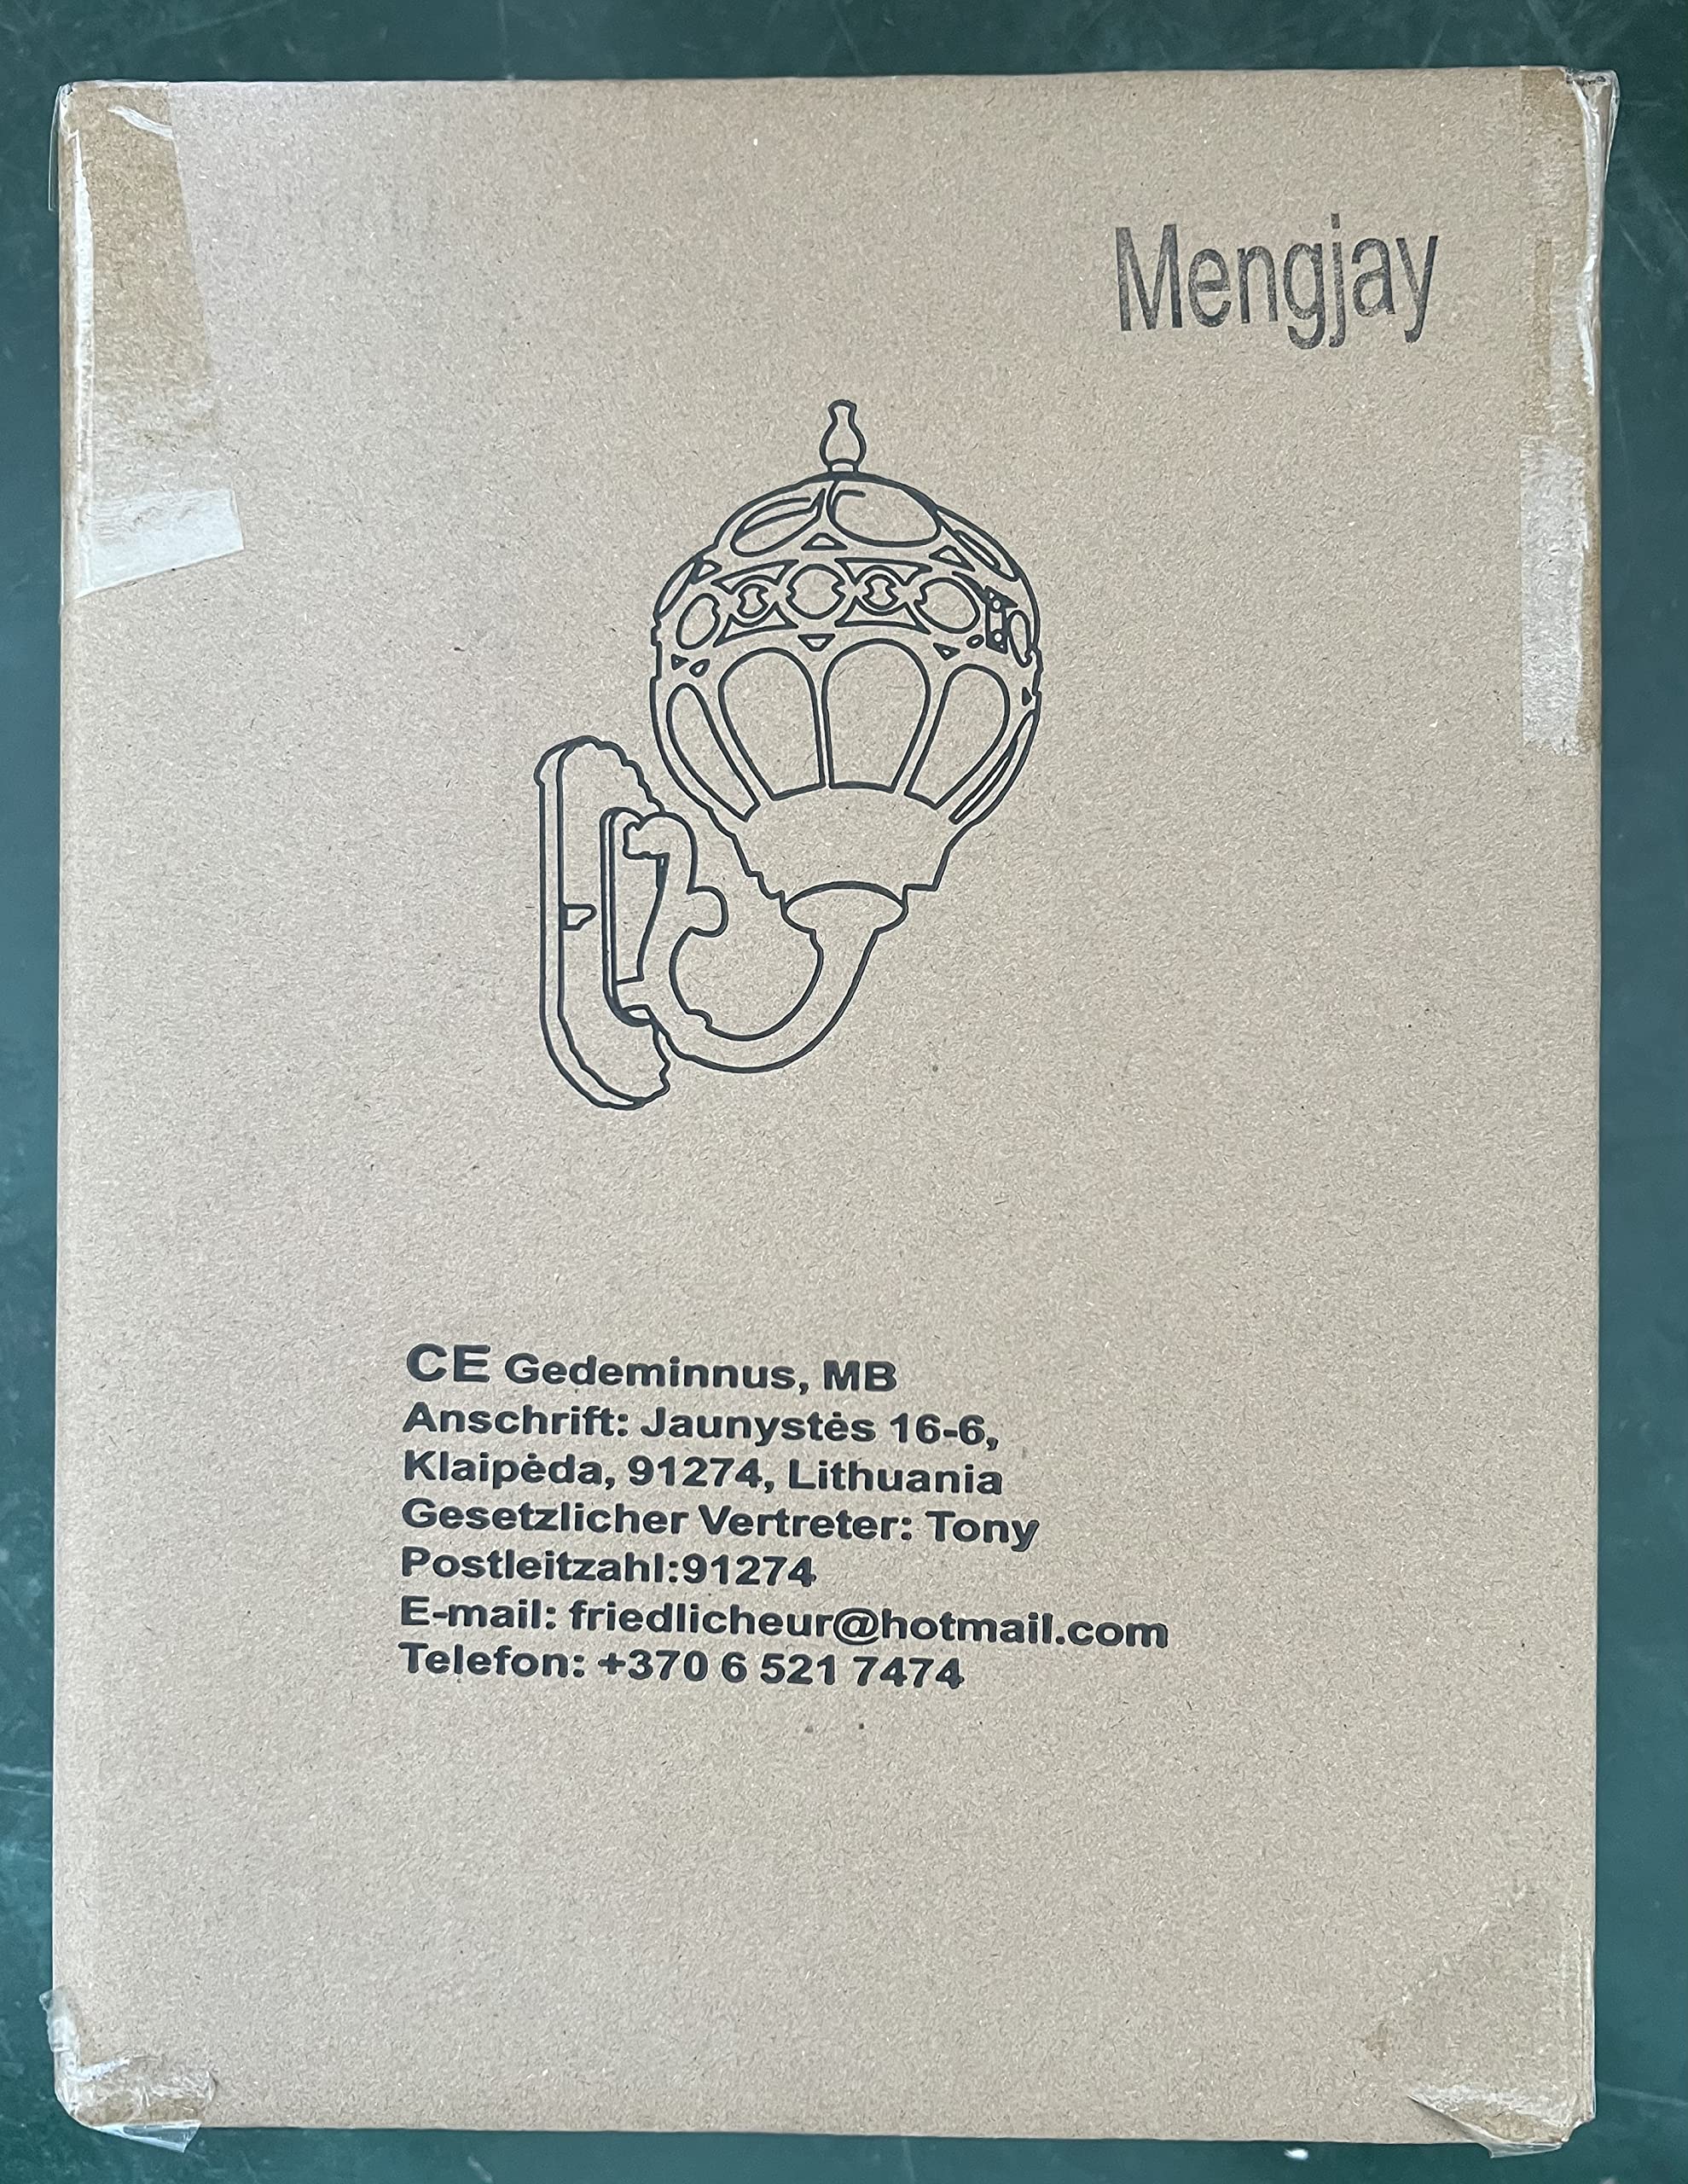 Mengjay
CE Gedeminnus, MB
Anschrift: Jaunystės 16-6,
Klaipėda, 91274, Lithuania
Gesetzlicher Vertreter: Tony
Postleitzahl:91274
E-mail: friedlicheur@hotmail.com
Telefon: +370 6 521 7474